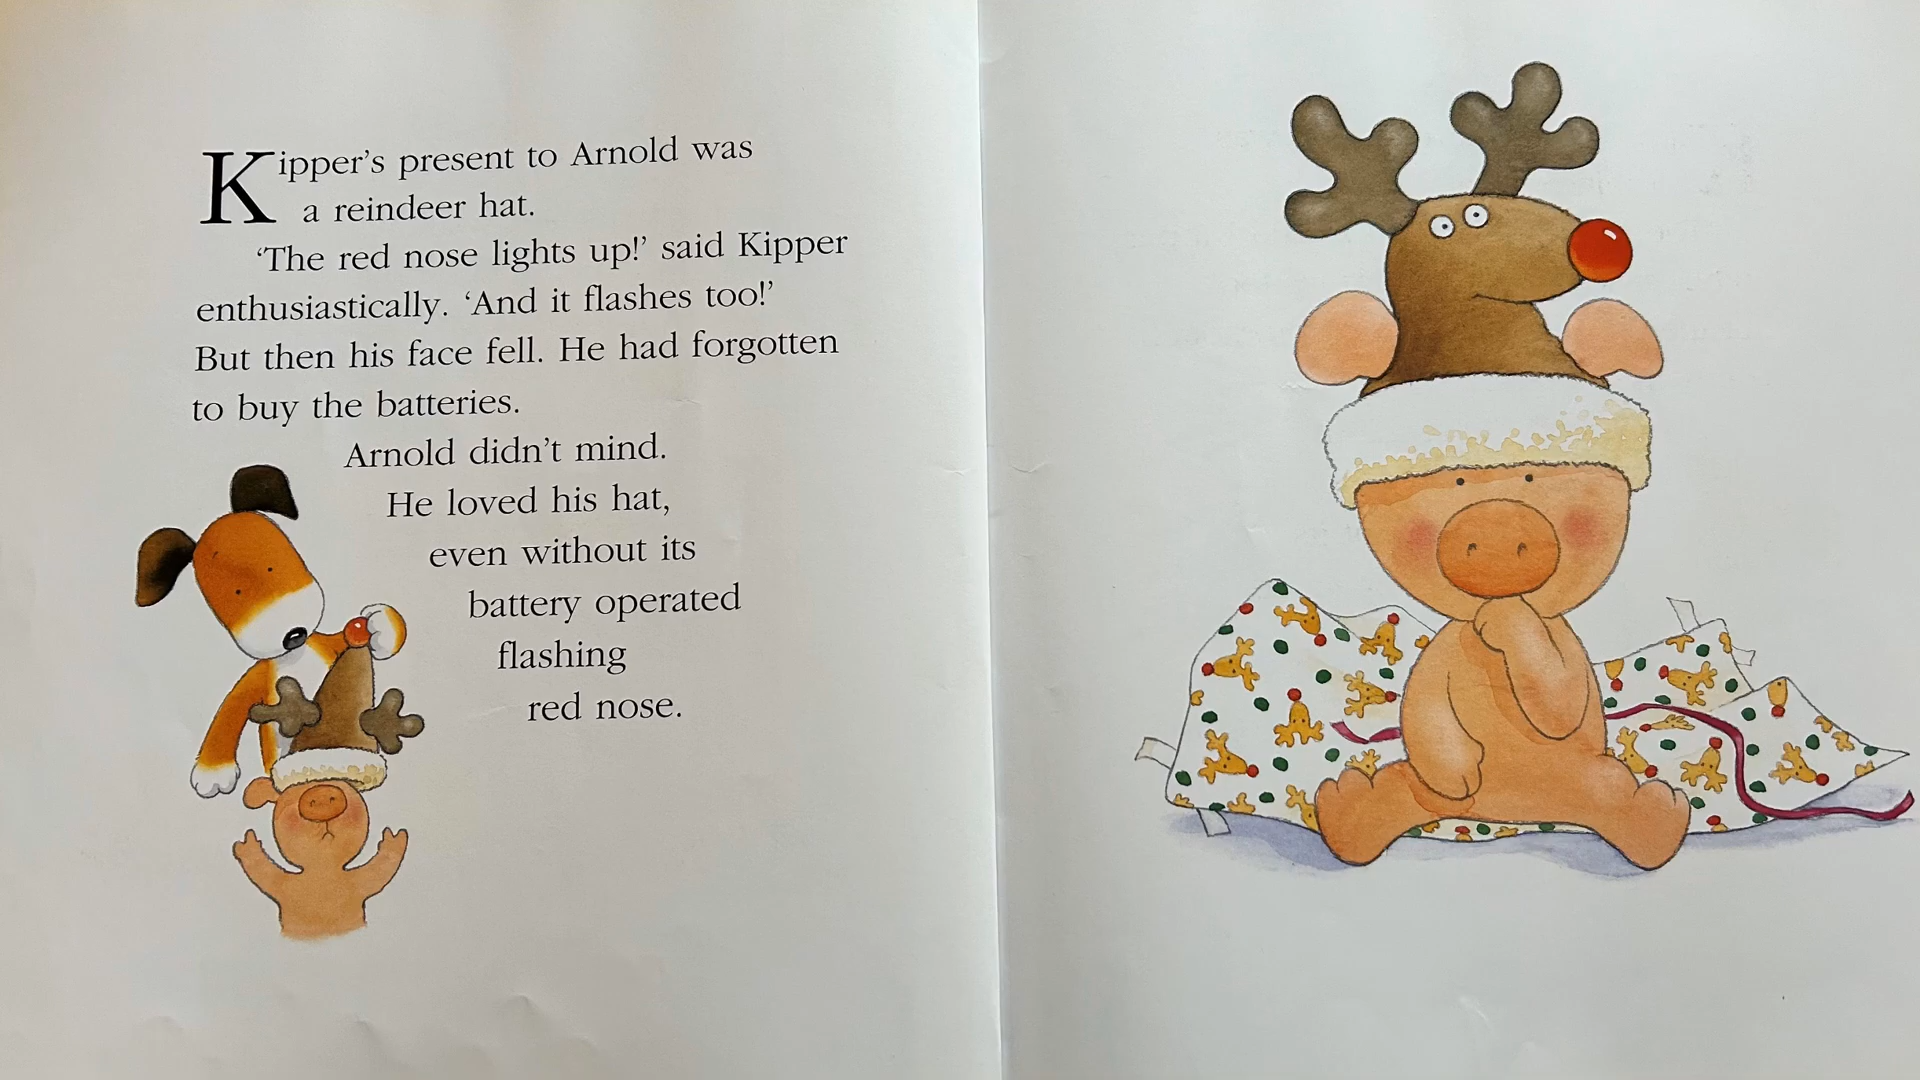 Kipper's present to Arnold was
a reindeer hat.
‘The red nose lights up!’ said Kipper
enthusiastically. ‘And it flashes too!’
But then his face fell. He had forgotten
to buy the batteries.
Arnold didn’t mind.
He loved his hat,
even without its
battery operated
flashing
red nose.